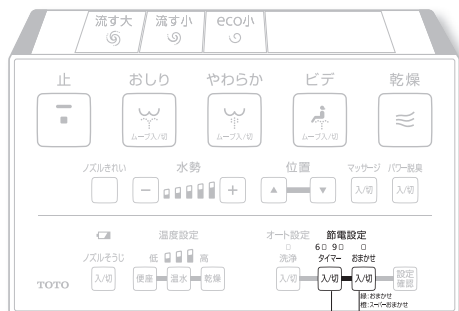 流す大 流す小 eco小
止 おしり やわらか ビデ 乾燥
ムーブ入/切 ムーブ入/切 ムーブ入/切
ノズルきれい 水勢 位置 マッサージ パワー脱臭
− + ▲ ▼ 入/切 入/切
温度設定 オート設定 節電設定
6 9
ノズルそうじ 低 高 洗浄 タイマー おまかせ
TOTO 入/切 便座 温水 乾燥 入/切 入/切 入/切 設定確認
緑:おまかせ
橙:スーパーおまかせ